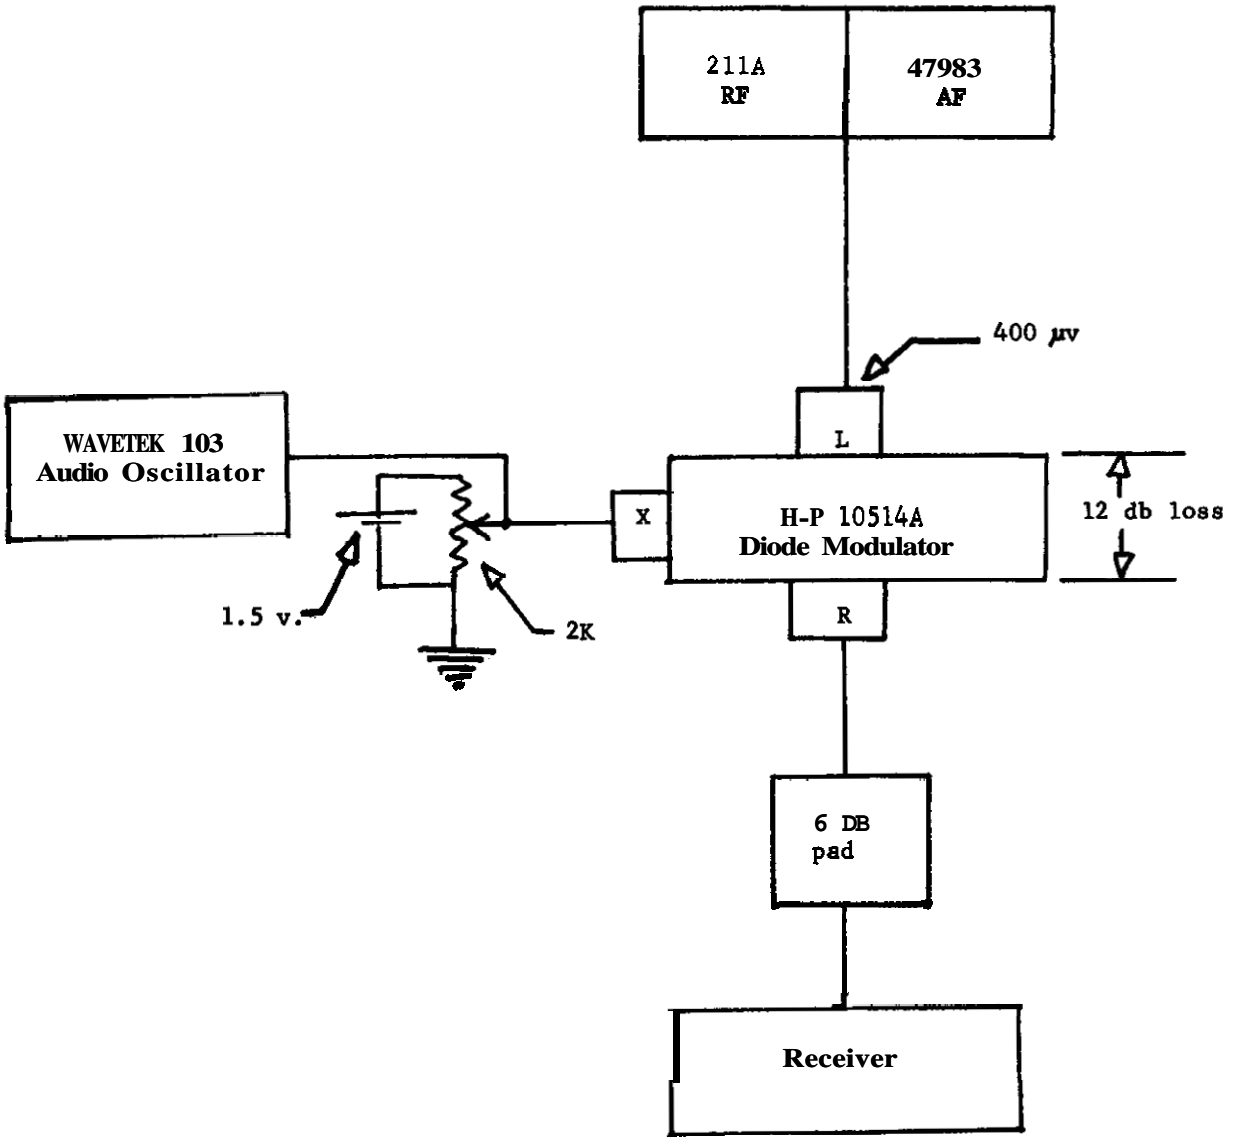 211A
RF
47983
AF
400 μv
L
WAVETEK 103
Audio Oscillator
X
H-P 10514A
Diode Modulator
12 db loss
R
1.5 v.
2K
6 DB
pad
Receiver